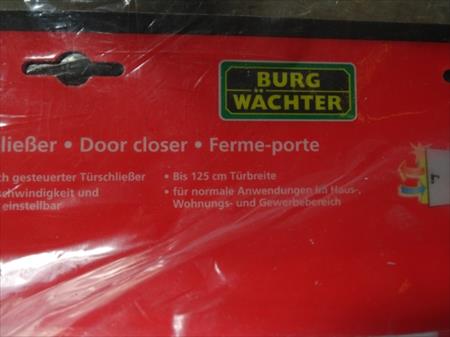 BURG
WÄCHTER
ließer • Door closer • Ferme-porte
ch gesteuerter Türschließer
schwindigkeit und
einstellbar
• Bis 125 cm Türbreite
• für normale Anwendungen im Haus-,
Wohnungs- und Gewerbebereich